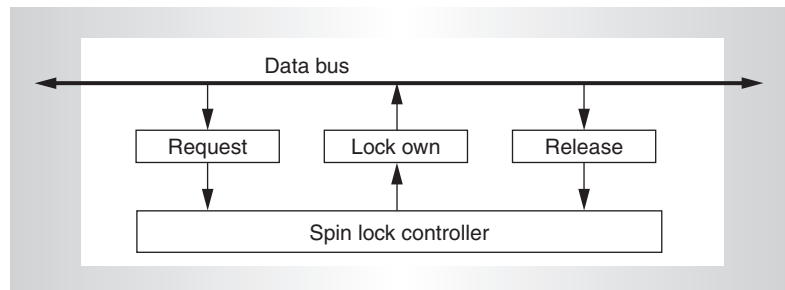 Data bus
Request
Lock own
Release
Spin lock controller